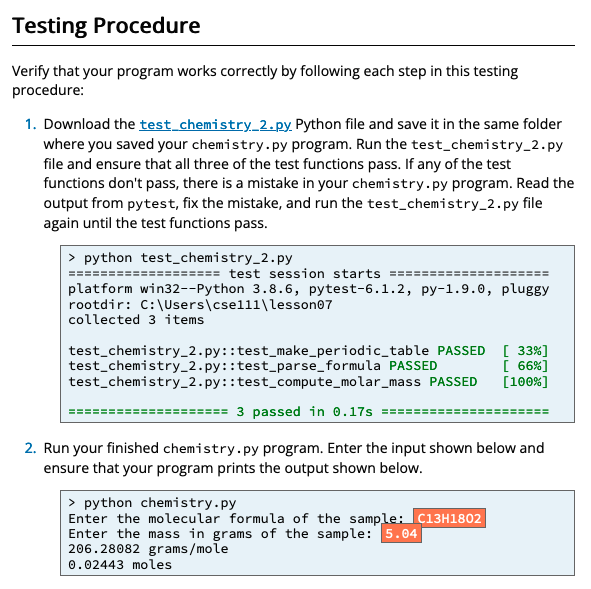 Testing Procedure
Verify that your program works correctly by following each step in this testing
procedure:
1. Download the test_chemistry_2.py Python file and save it in the same folder
where you saved your chemistry.py program. Run the test_chemistry_2.py
file and ensure that all three of the test functions pass. If any of the test
functions don't pass, there is a mistake in your chemistry.py program. Read the
output from pytest, fix the mistake, and run the test_chemistry_2.py file
again until the test functions pass.
> python test_chemistry_2.py
=================== test session starts ====================
platform win32--Python 3.8.6, pytest-6.1.2, py-1.9.0, pluggy
rootdir: C:\Users\cse111\lesson07
collected 3 items
test_chemistry_2.py::test_make_periodic_table PASSED [ 33%]
test_chemistry_2.py::test_parse_formula PASSED [ 66%]
test_chemistry_2.py::test_compute_molar_mass PASSED [100%]
==================== 3 passed in 0.17s =====================
2. Run your finished chemistry.py program. Enter the input shown below and
ensure that your program prints the output shown below.
> python chemistry.py
Enter the molecular formula of the sample: C13H18O2
Enter the mass in grams of the sample: 5.04
206.28082 grams/mole
0.02443 moles